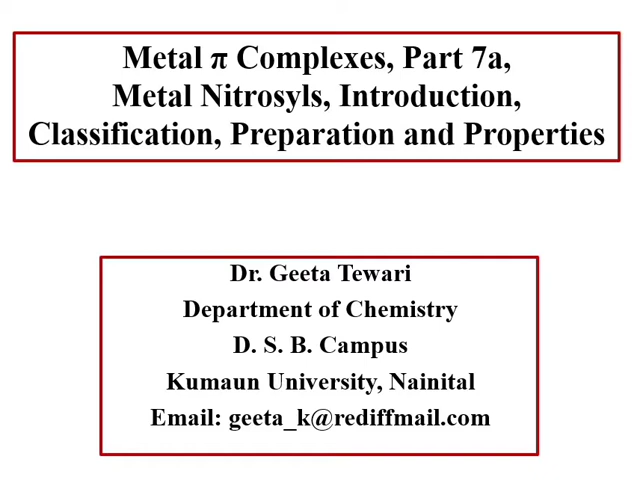 Metal π Complexes, Part 7a,
Metal Nitrosyls, Introduction,
Classification, Preparation and Properties
Dr. Geeta Tewari
Department of Chemistry
D. S. B. Campus
Kumaun University, Nainital
Email: geeta_k@rediffmail.com